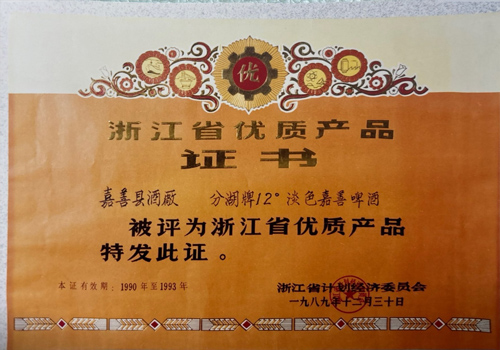 优
浙江省优质产品
证书
嘉善县酒厰 分湖牌12°淡色嘉善啤酒
被评为浙江省优质产品
特发此证。
本证有效期：1990年至1993年
浙江省计划经济委员会
一九八九年十二月三十日